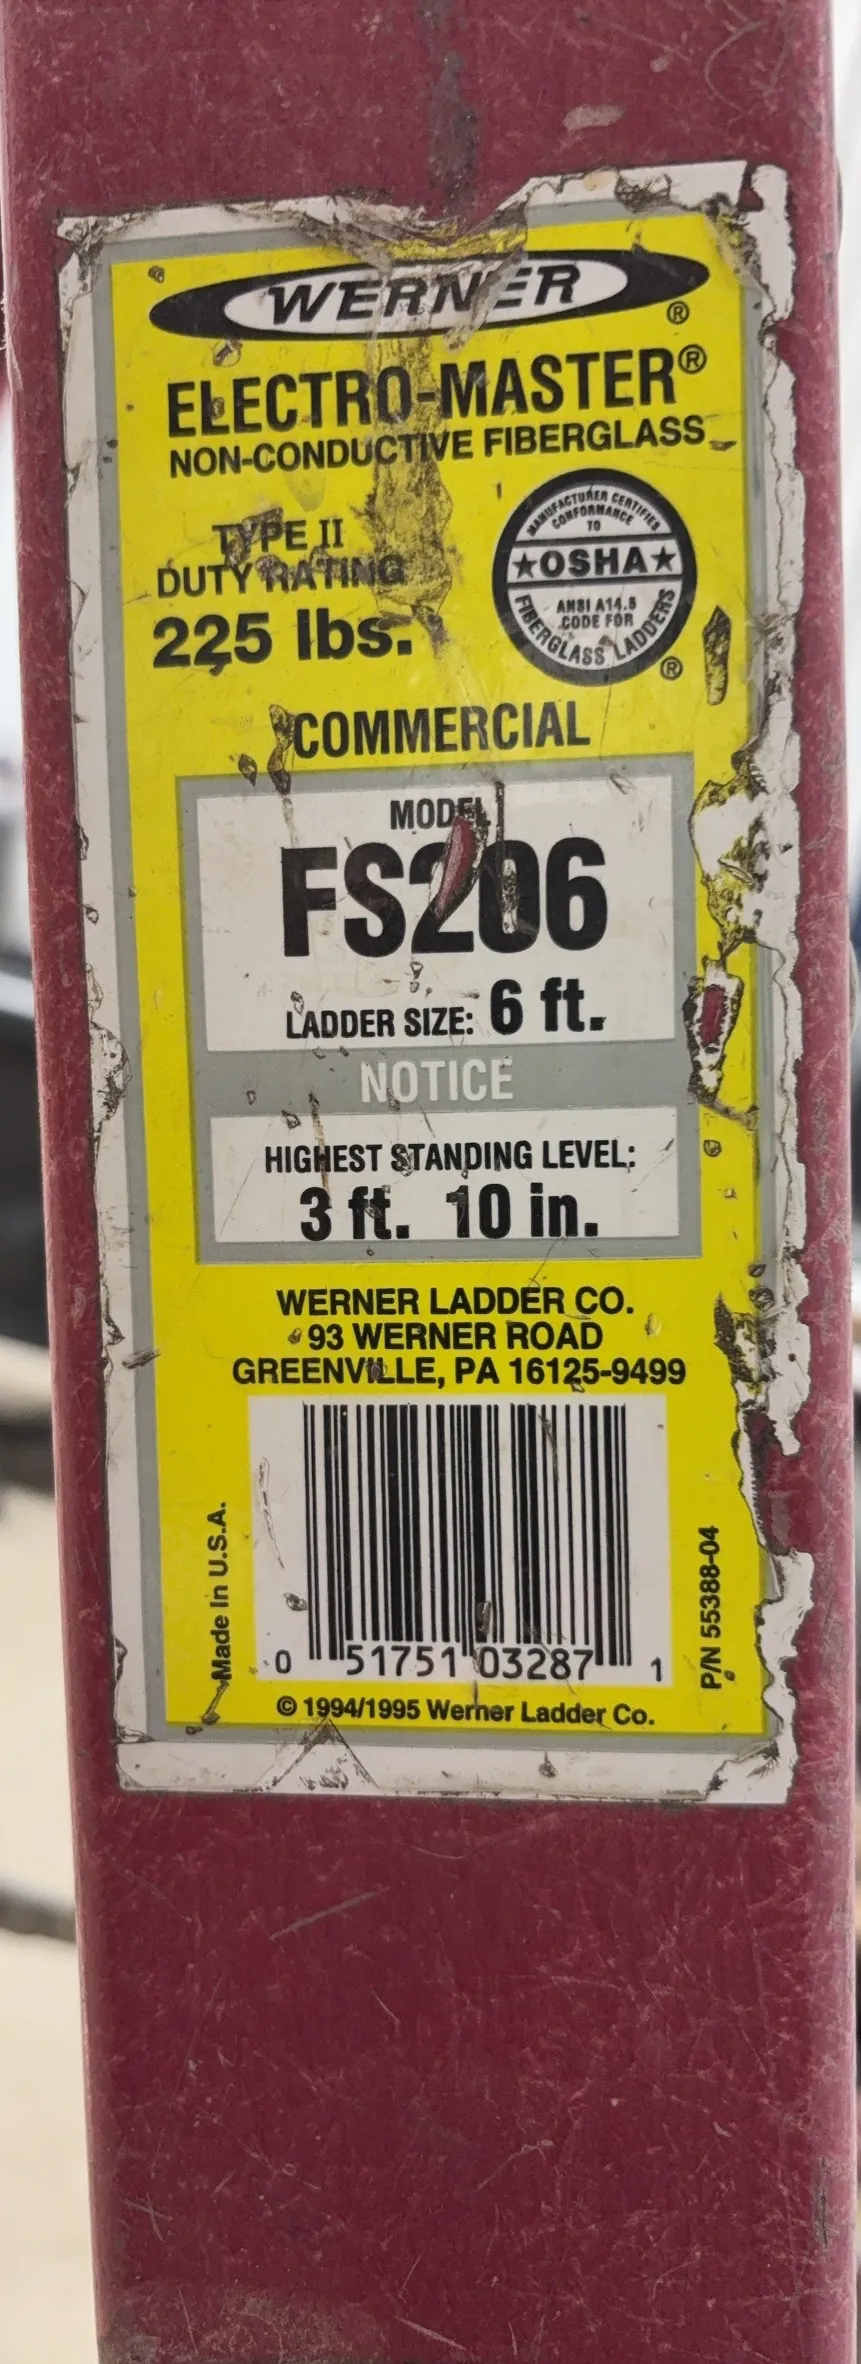 WERNER
®
ELECTRO-MASTER®
NON-CONDUCTIVE FIBERGLASS
TYPE II
DUTY RATING
225 lbs.
MANUFACTURER CERTIFIES
CONFORMANCE
TO
★OSHA★
ANSI A14.5
CODE FOR
FIBERGLASS LADDERS
®
COMMERCIAL
MODEL
FS206
LADDER SIZE: 6 ft.
NOTICE
HIGHEST STANDING LEVEL:
3 ft. 10 in.
WERNER LADDER CO.
93 WERNER ROAD
GREENVILLE, PA 16125-9499
Made in U.S.A.
P/N 55388-04
0 51751 03287 1
© 1994/1995 Werner Ladder Co.